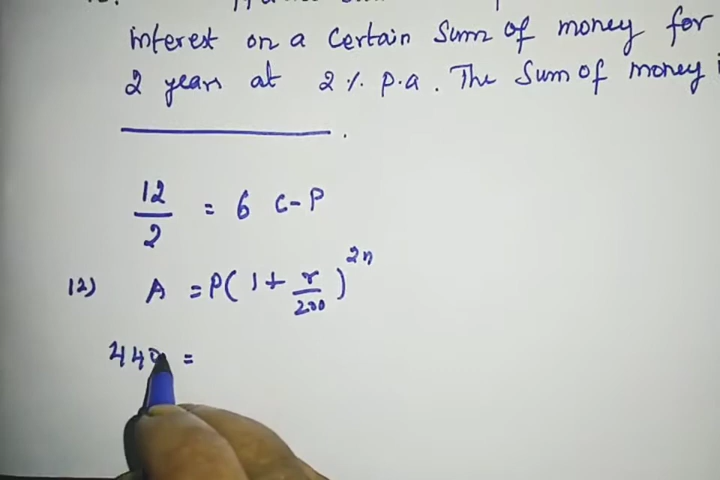 interest on a certain sum of money for
2 years at 2 %. p.a. The sum of money
.
12/2 = 6 C-P
12) A = P(1 + r/200)^2n
440 =